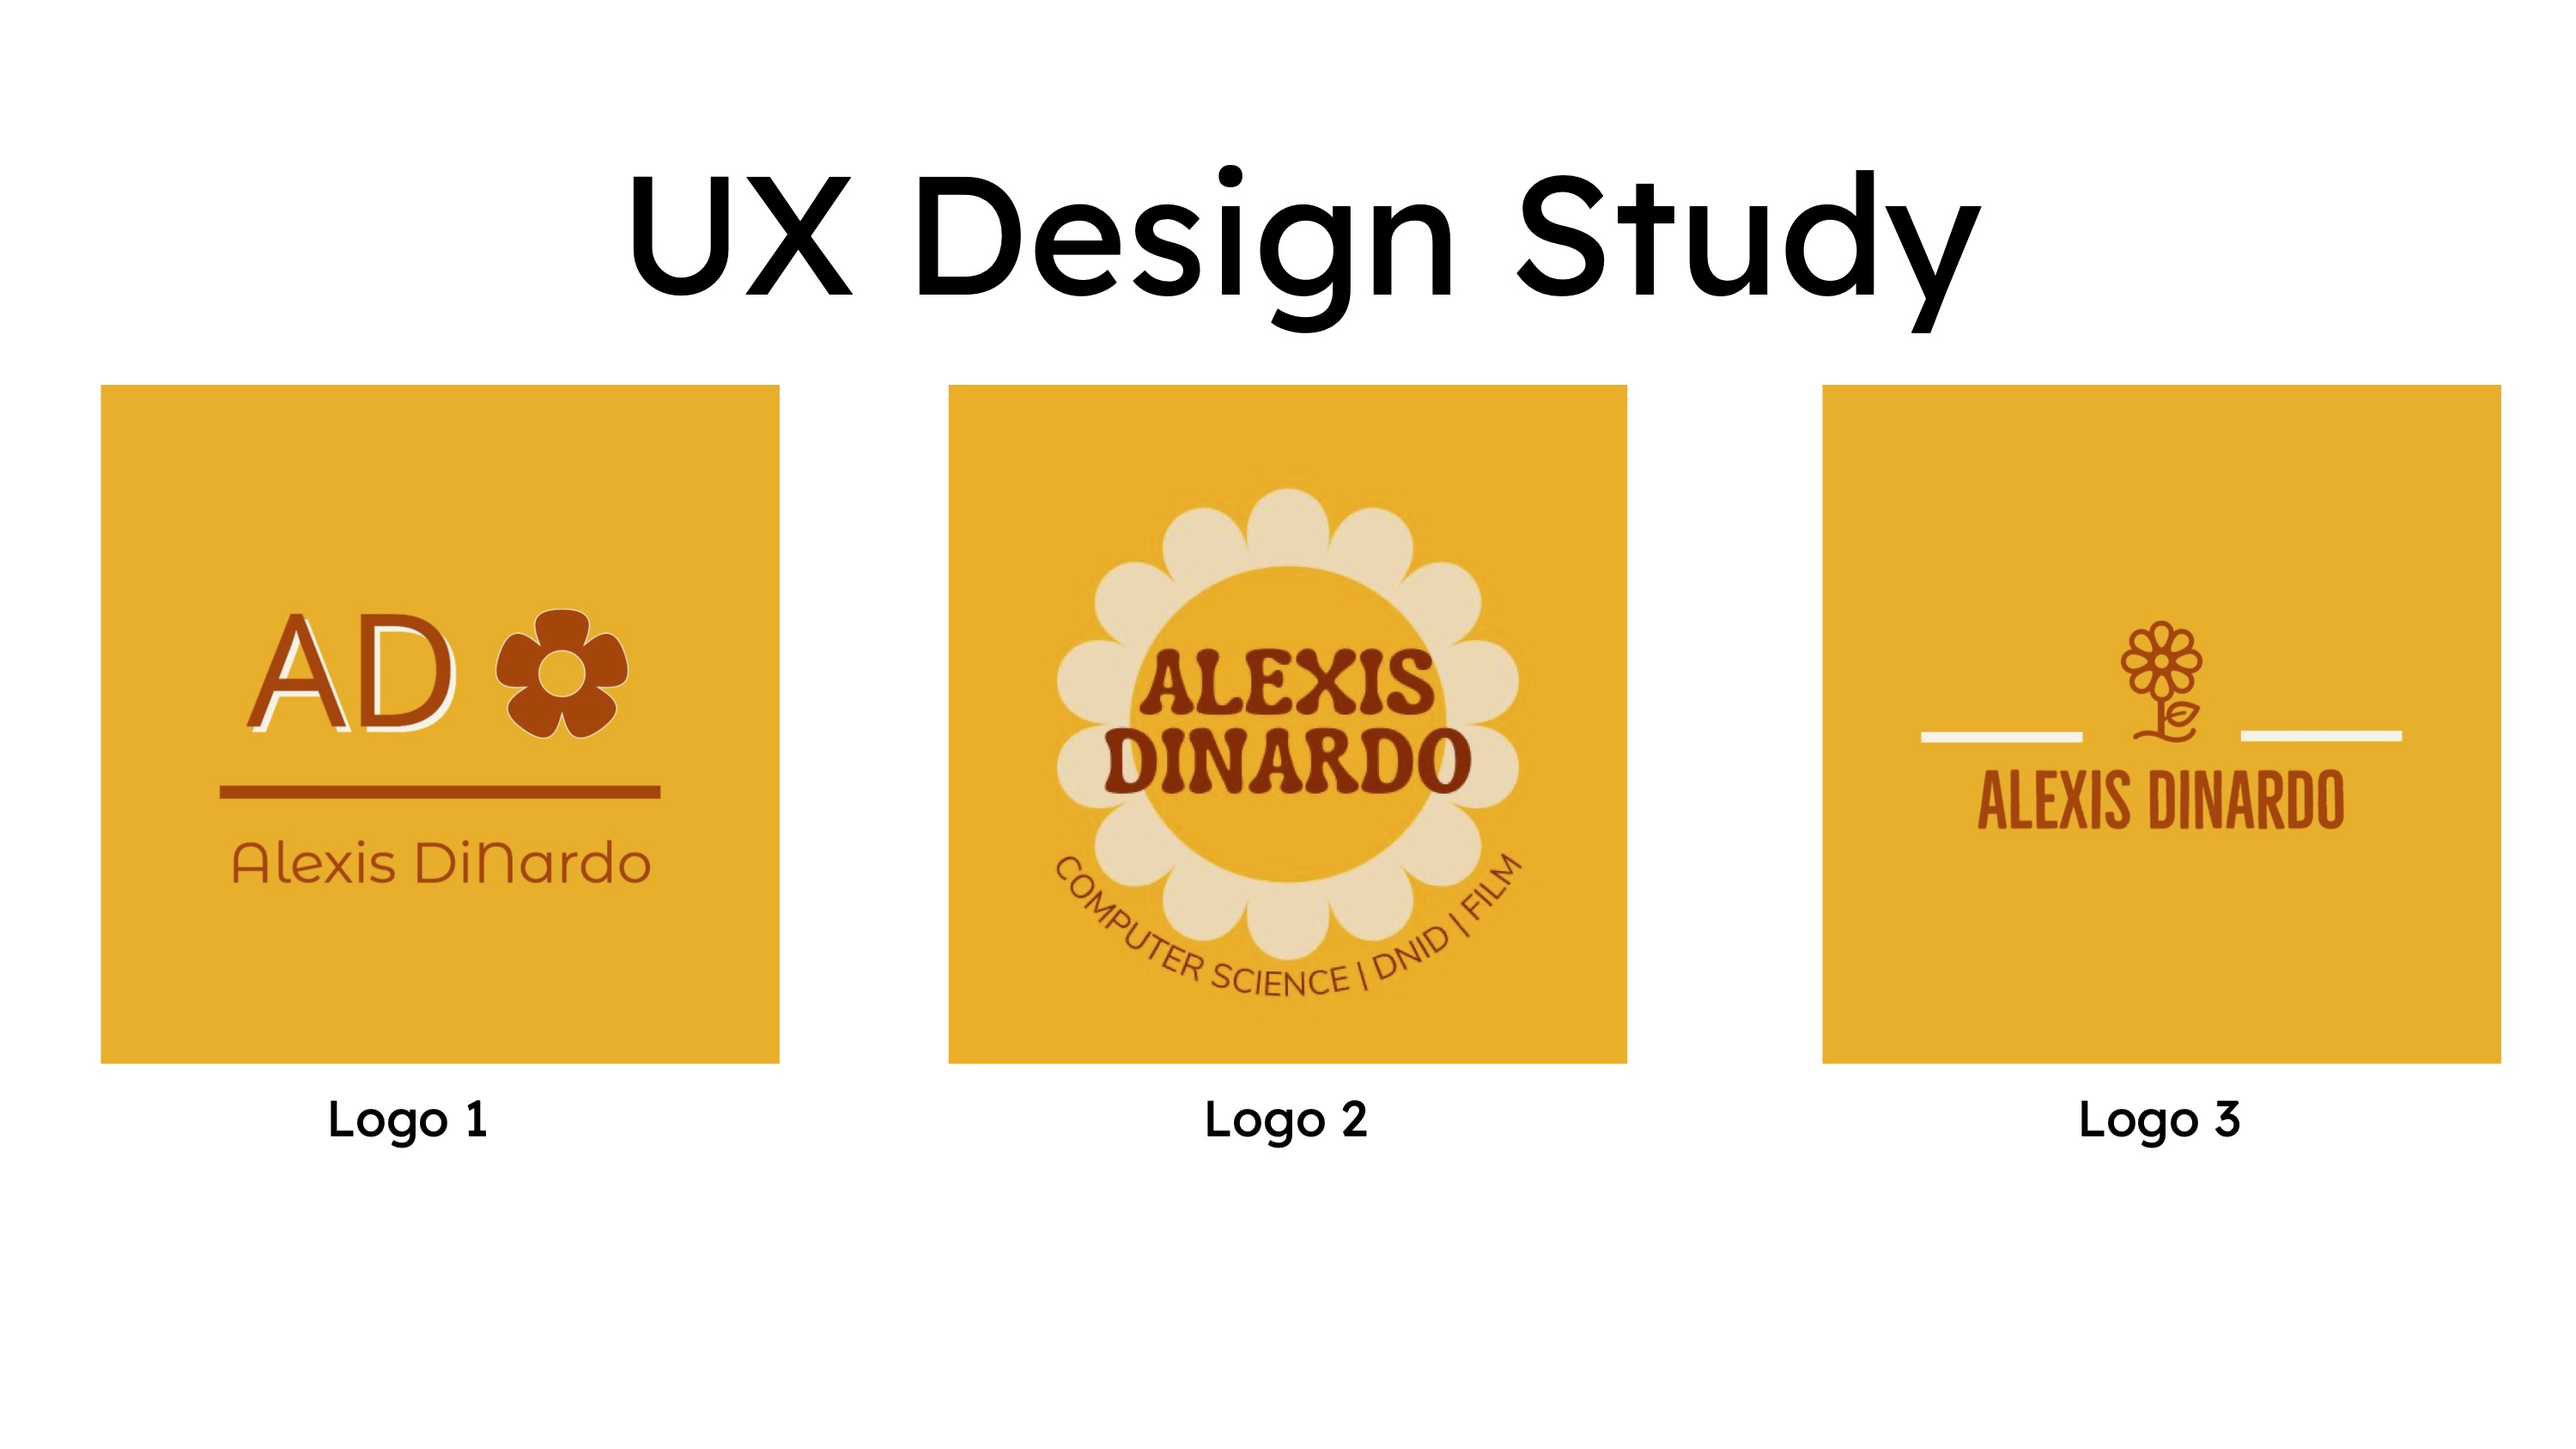 UX Design Study
AD
Alexis DiNardo
Logo 1
ALEXIS
DINARDO
COMPUTER SCIENCE | DNID | FILM
Logo 2
ALEXIS DINARDO
Logo 3